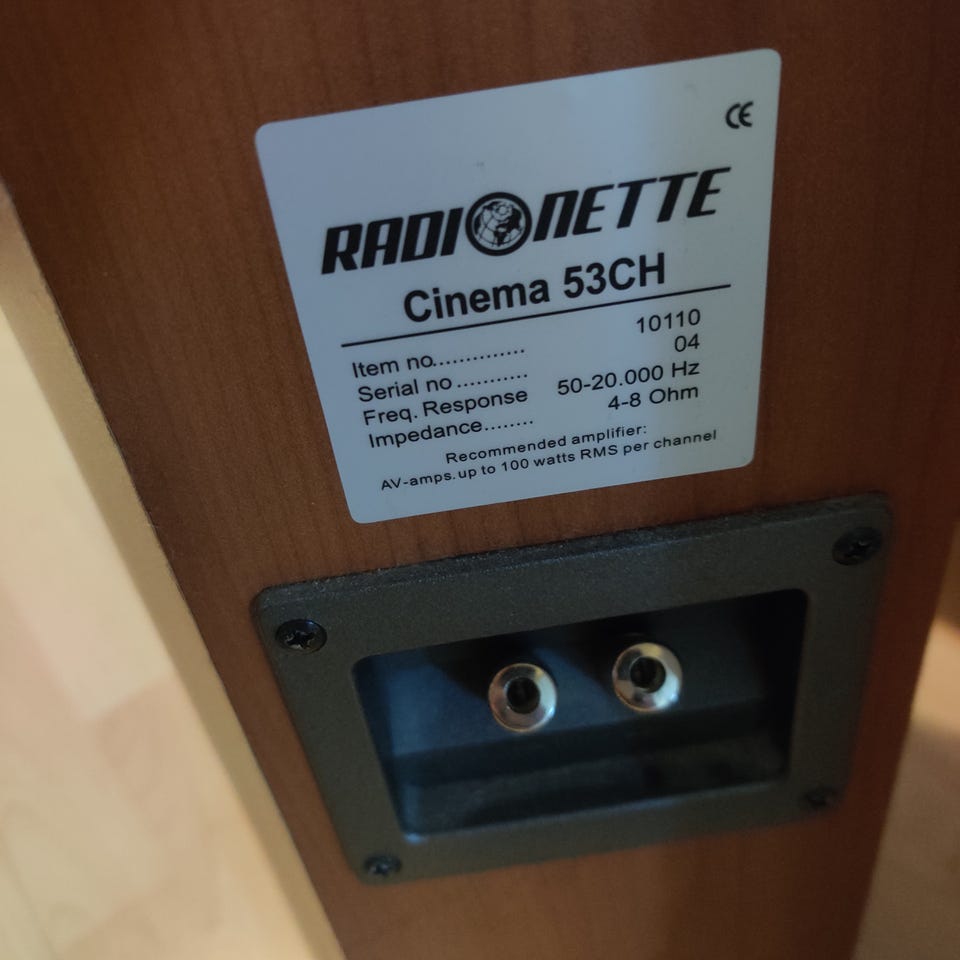 CE
RADIONETTE
Cinema 53CH
Item no.............. 10110
Serial no ........... 04
Freq. Response 50-20.000 Hz
Impedance........ 4-8 Ohm
Recommended amplifier:
AV-amps.up to 100 watts RMS per channel